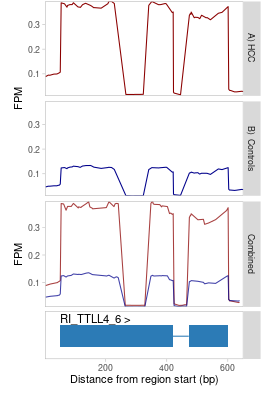 0.3
0.2
0.1
A) HCC
FPM
0.3
0.2
0.1
B) Controls
0.3
0.2
0.1
FPM
Combined
RI_TTLL4_6 >
200
400
600
Distance from region start (bp)